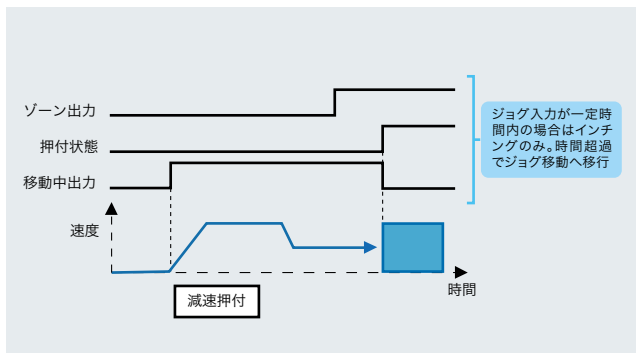 ゾーン出力
押付状態
移動中出力
速度
ジョグ入力が一定時
間内の場合はインチ
ングのみ。時間超過
でジョグ移動へ移行
時間
減速押付